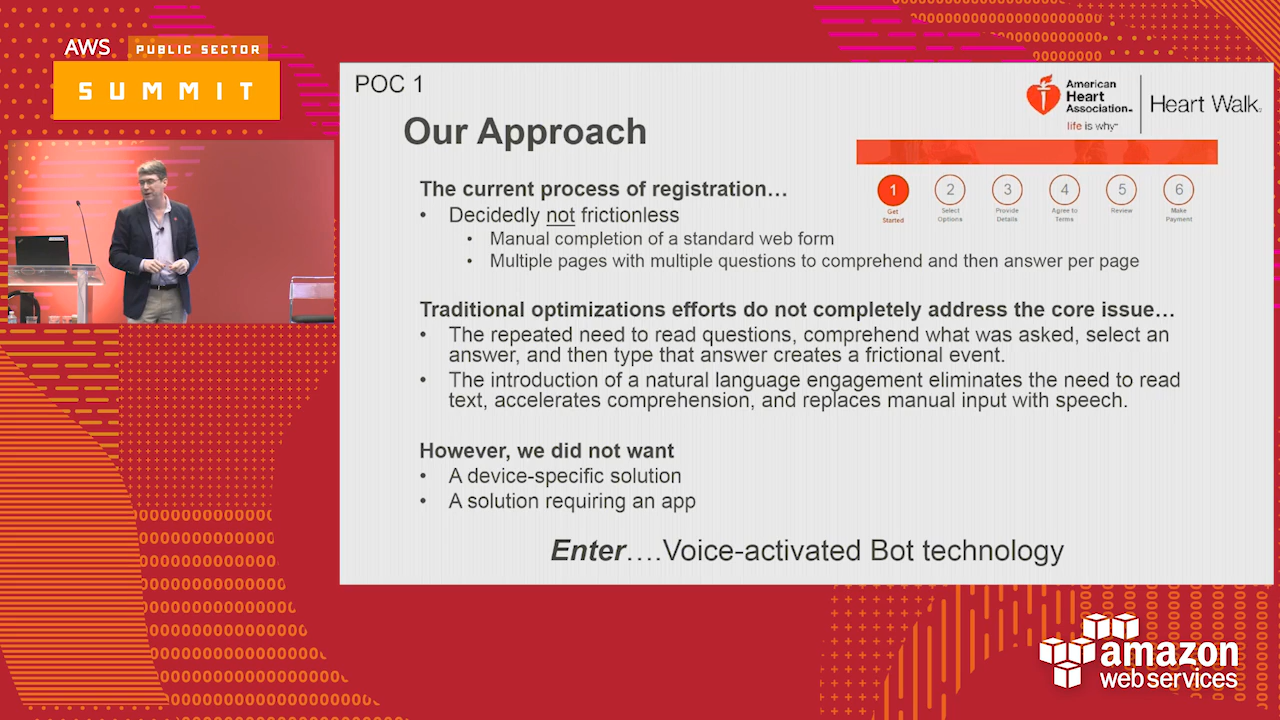 AWS PUBLIC SECTOR
SUMMIT
POC 1
American
Heart
Association
life is why
Heart Walk
Our Approach
1
2
3
4
5
6
Get
Started
Select
Options
Provide
Details
Agree to
Terms
Review
Make
Payment
The current process of registration…
• Decidedly not frictionless
• Manual completion of a standard web form
• Multiple pages with multiple questions to comprehend and then answer per page
Traditional optimizations efforts do not completely address the core issue…
• The repeated need to read questions, comprehend what was asked, select an
answer, and then type that answer creates a frictional event.
• The introduction of a natural language engagement eliminates the need to read
text, accelerates comprehension, and replaces manual input with speech.
However, we did not want
• A device-specific solution
• A solution requiring an app
Enter….Voice-activated Bot technology
amazon
web services